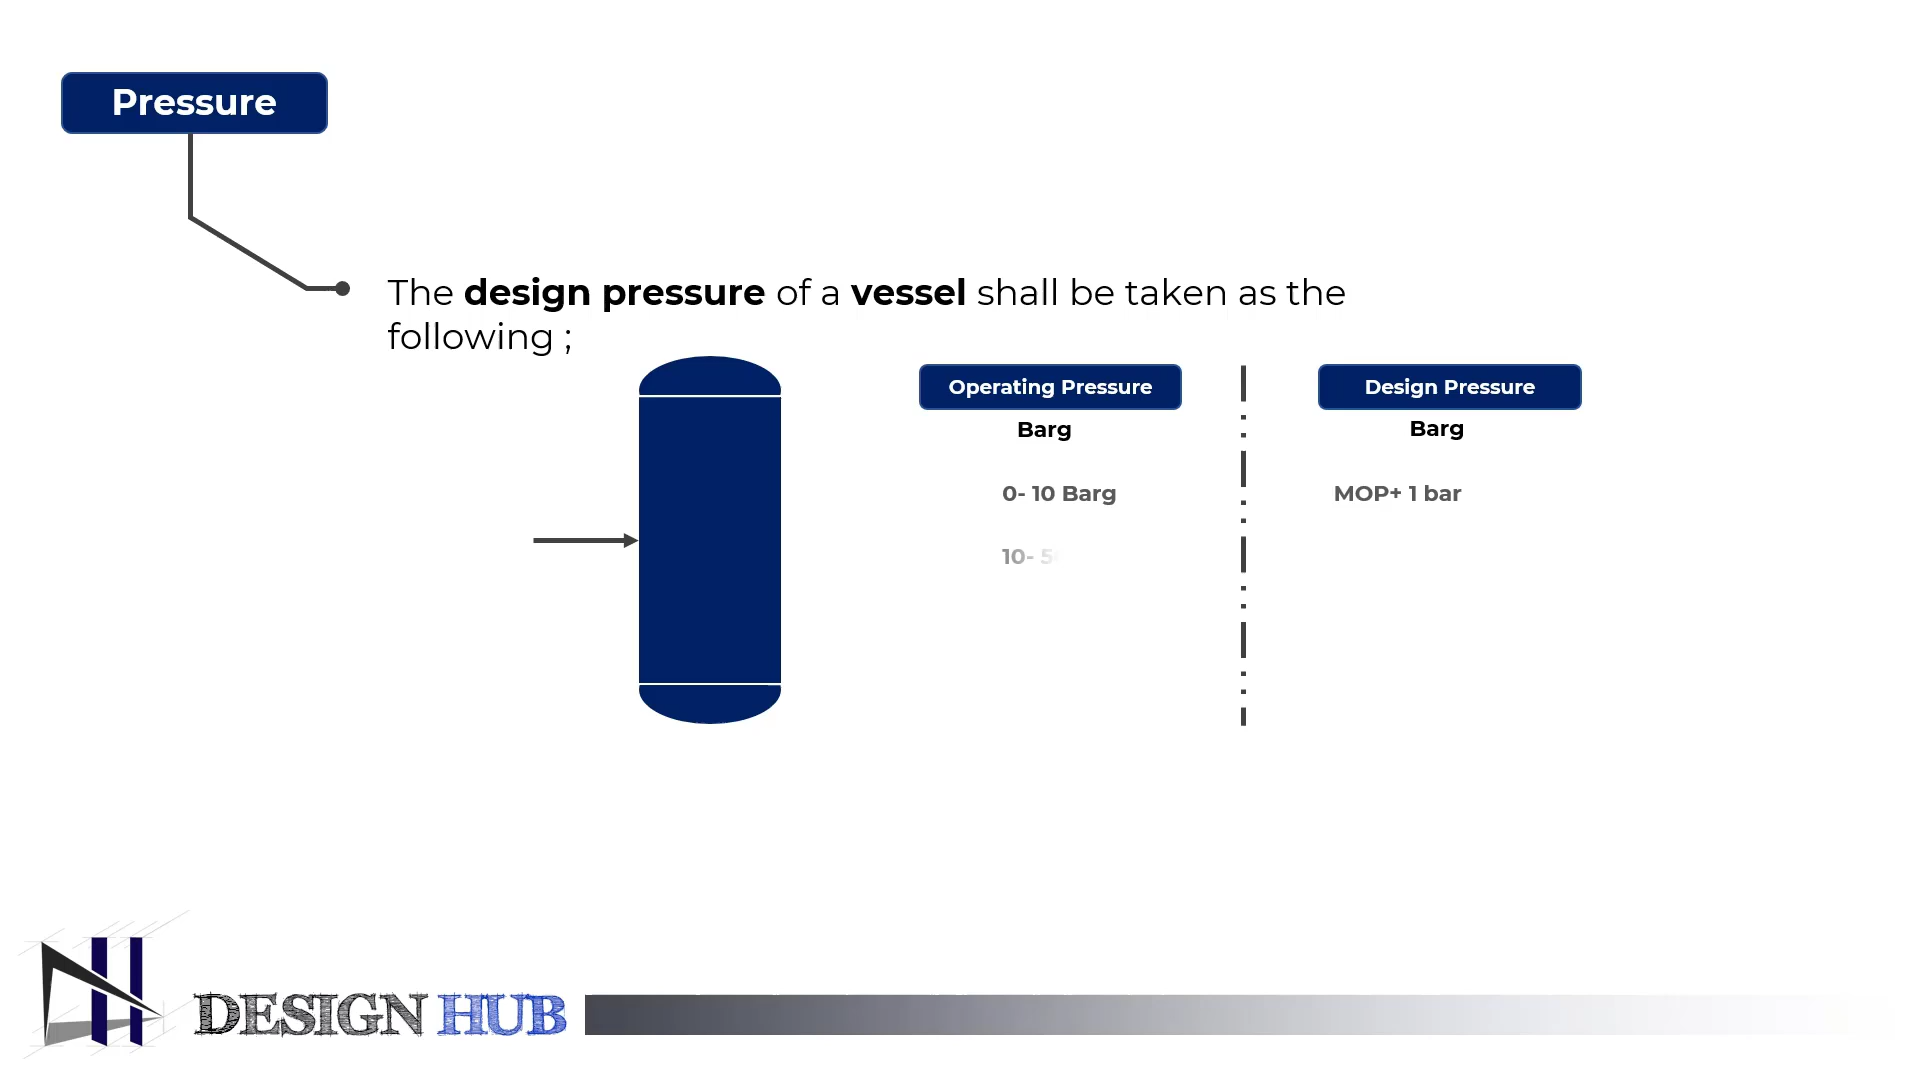 Pressure
The design pressure of a vessel shall be taken as the
following ;
Operating Pressure
Design Pressure
Barg
Barg
0- 10 Barg
MOP+ 1 bar
10- 5
DESIGN HUB